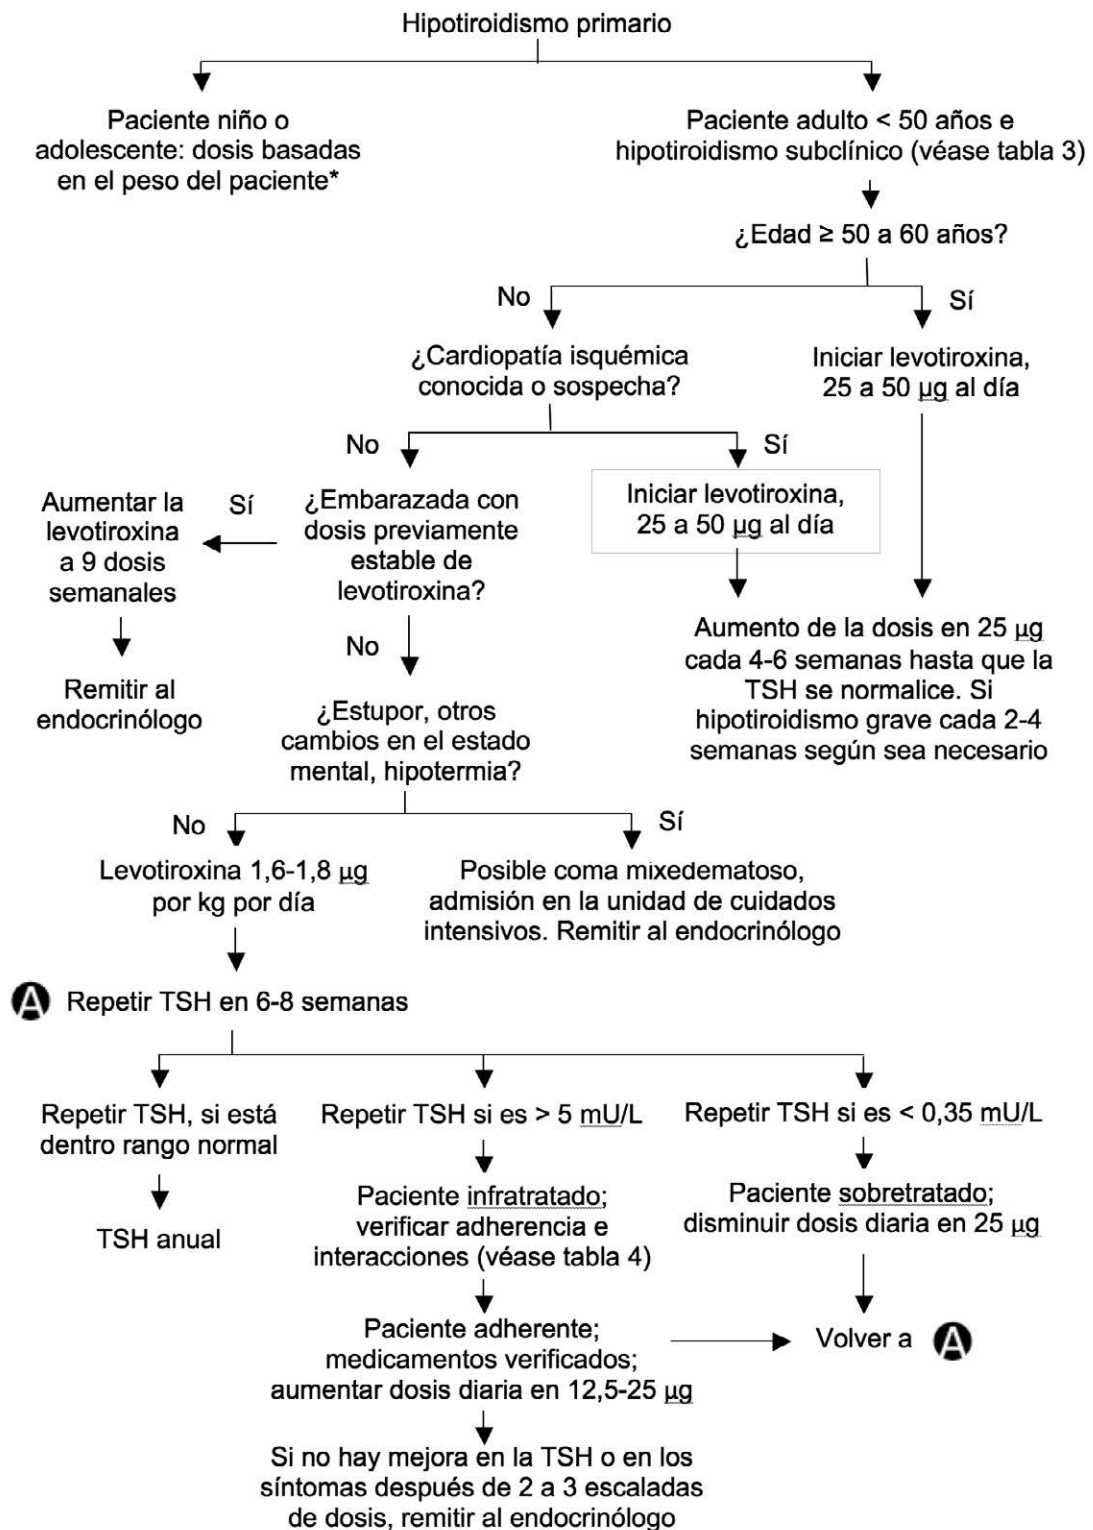 Hipotiroidismo primario
Paciente niño o
adolescente: dosis basadas
en el peso del paciente*
Paciente adulto < 50 años e
hipotiroidismo subclínico (véase tabla 3)
¿Edad ≥ 50 a 60 años?
No
Sí
¿Cardiopatía isquémica
conocida o sospecha?
Iniciar levotiroxina,
25 a 50 µg al día
No
Sí
Aumentar la
levotiroxina
a 9 dosis
semanales
Sí
¿Embarazada con
dosis previamente
estable de
levotiroxina?
Iniciar levotiroxina,
25 a 50 µg al día
Remitir al
endocrinólogo
No
Aumento de la dosis en 25 µg
cada 4-6 semanas hasta que la
TSH se normalice. Si
hipotiroidismo grave cada 2-4
semanas según sea necesario
¿Estupor, otros
cambios en el estado
mental, hipotermia?
No
Sí
Levotiroxina 1,6-1,8 µg
por kg por día
Posible coma mixedematoso,
admisión en la unidad de cuidados
intensivos. Remitir al endocrinólogo
A Repetir TSH en 6-8 semanas
Repetir TSH, si está
dentro rango normal
Repetir TSH si es > 5 mU/L
Repetir TSH si es < 0,35 mU/L
TSH anual
Paciente infratratado;
verificar adherencia e
interacciones (véase tabla 4)
Paciente sobretratado;
disminuir dosis diaria en 25 µg
Paciente adherente;
medicamentos verificados;
aumentar dosis diaria en 12,5-25 µg
Volver a A
Si no hay mejora en la TSH o en los
síntomas después de 2 a 3 escaladas
de dosis, remitir al endocrinólogo